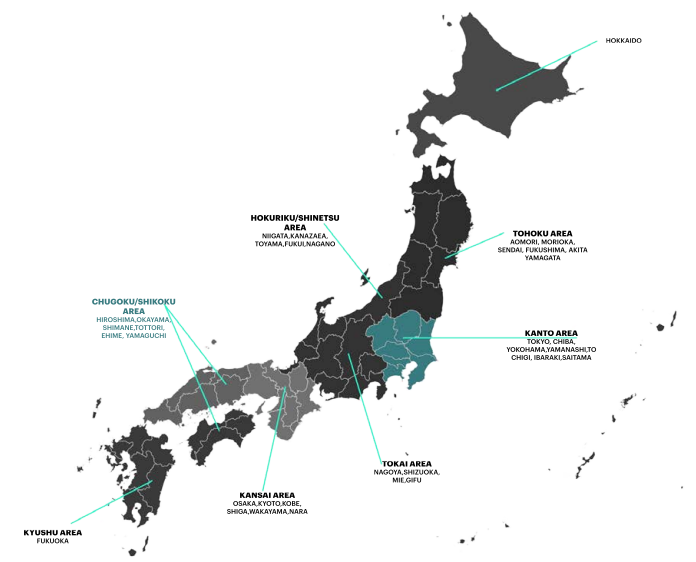 HOKKAIDO
HOKURIKU/SHINETSU
AREA
NIIGATA,KANAZAEA,
TOYAMA,FUKUI,NAGANO
TOHOKU AREA
AOMORI, MORIOKA,
SENDAI, FUKUSHIMA, AKITA
YAMAGATA
CHUGOKU/SHIKOKU
AREA
HIROSHIMA,OKAYAMA,
SHIMANE,TOTTORI,
EHIME, YAMAGUCHI
KANTO AREA
TOKYO, CHIBA,
YOKOHAMA,YAMANASHI,TO
CHIGI, IBARAKI,SAITAMA
TOKAI AREA
NAGOYA,SHIZUOKA,
MIE,GIFU
KANSAI AREA
OSAKA,KYOTO,KOBE,
SHIGA,WAKAYAMA,NARA
KYUSHU AREA
FUKUOKA